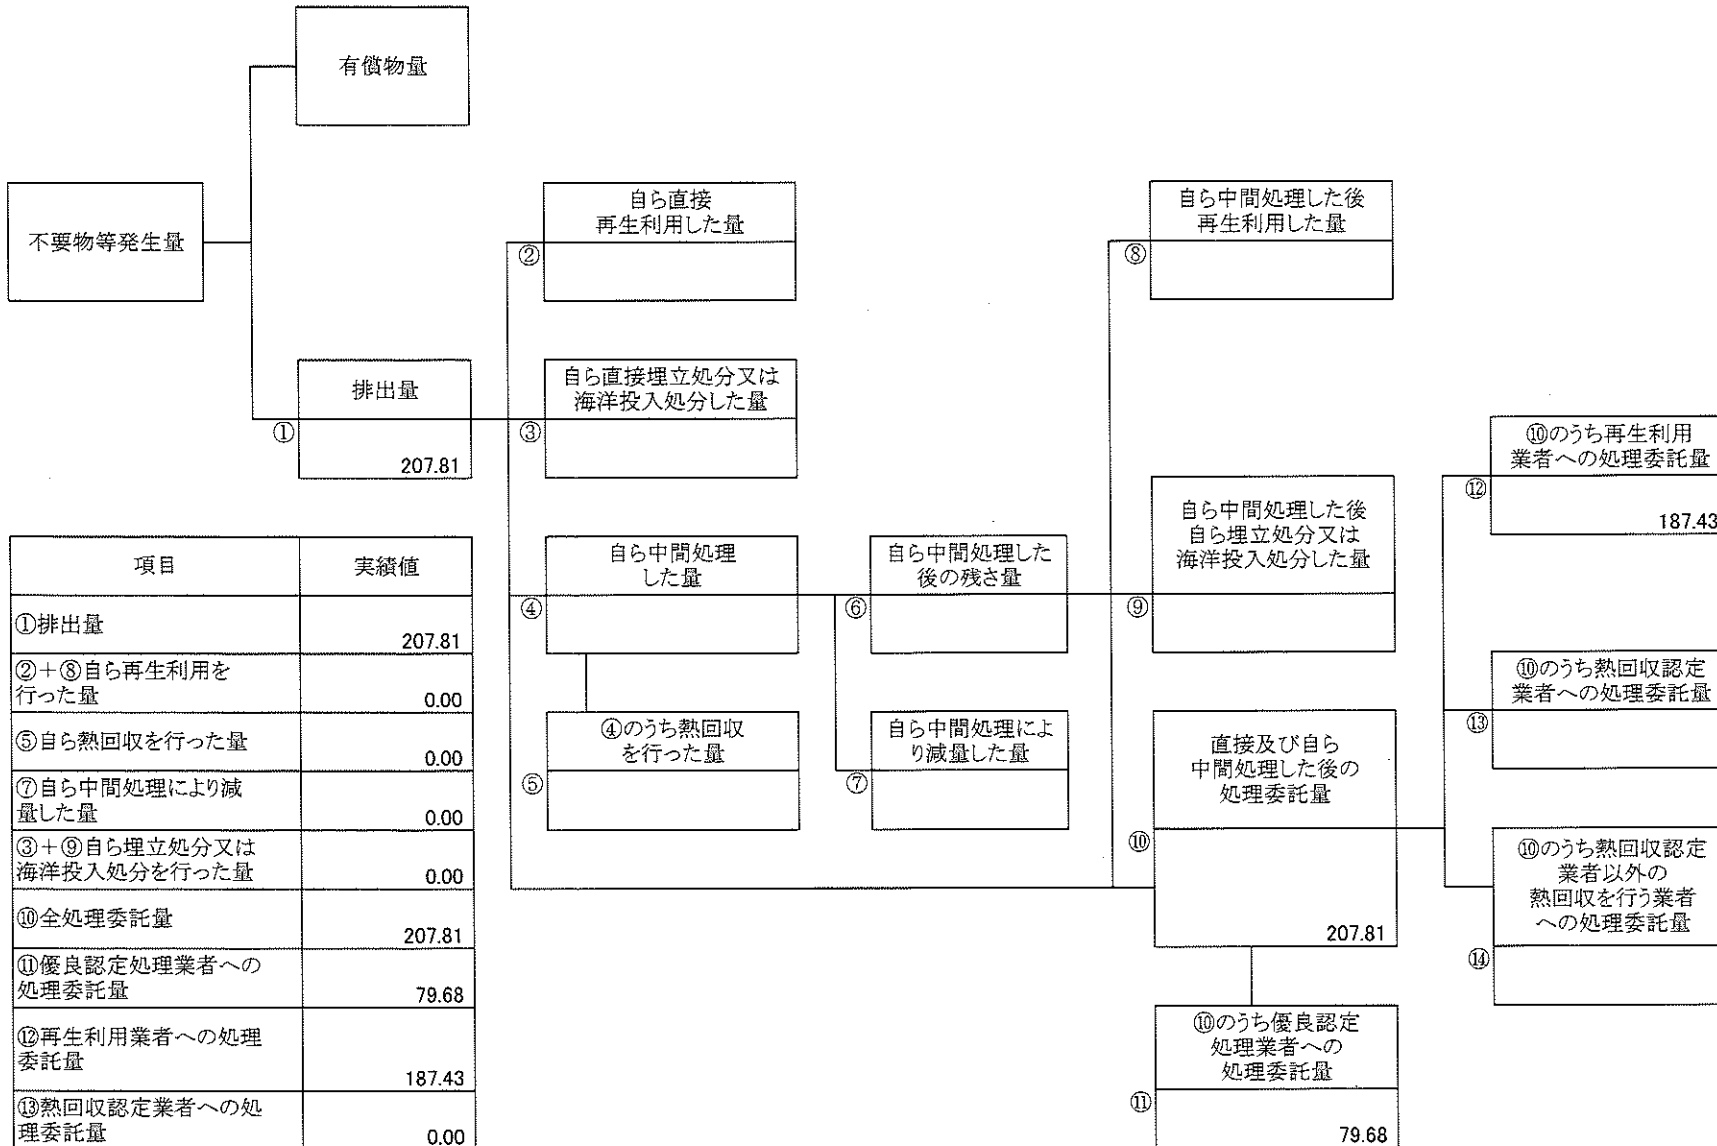 有償物量
不要物等発生量
自ら直接
再生利用した量
②
自ら中間処理した後
再生利用した量
⑧
排出量
①
207.81
自ら直接埋立処分又は
海洋投入処分した量
③
⑩のうち再生利用
業者への処理委託量
⑫
187.43
自ら中間処理
した量
④
自ら中間処理した
後の残さ量
⑥
自ら中間処理した後
自ら埋立処分又は
海洋投入処分した量
⑨
⑩のうち熱回収認定
業者への処理委託量
⑬
④のうち熱回収
を行った量
⑤
自ら中間処理によ
り減量した量
⑦
直接及び自ら
中間処理した後の
処理委託量
⑩
207.81
⑩のうち熱回収認定
業者以外の
熱回収を行う業者
への処理委託量
⑭
⑩のうち優良認定
処理業者への
処理委託量
⑪
79.68
項目 実績値
①排出量
207.81
②+⑧自ら再生利用を
行った量 0.00
⑤自ら熱回収を行った量
0.00
⑦自ら中間処理により減
量した量 0.00
③+⑨自ら埋立処分又は
海洋投入処分を行った量 0.00
⑩全処理委託量
207.81
⑪優良認定処理業者への
処理委託量 79.68
⑫再生利用業者への処理
委託量
187.43
⑬熱回収認定業者への処
理委託量 0.00